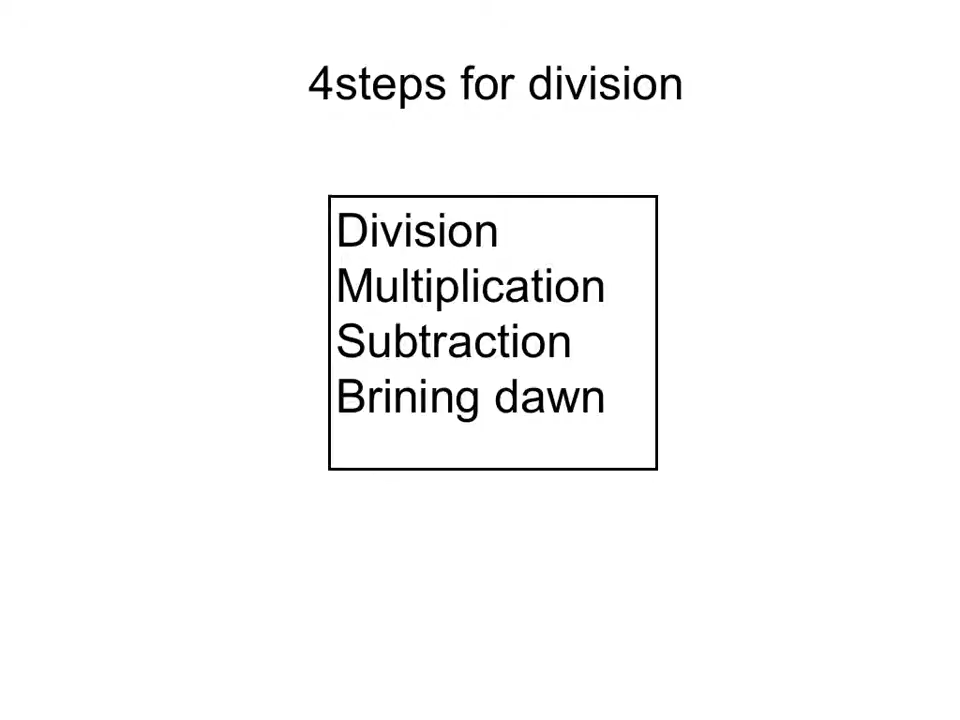 4steps for division
Division
Multiplication
Subtraction
Brining dawn